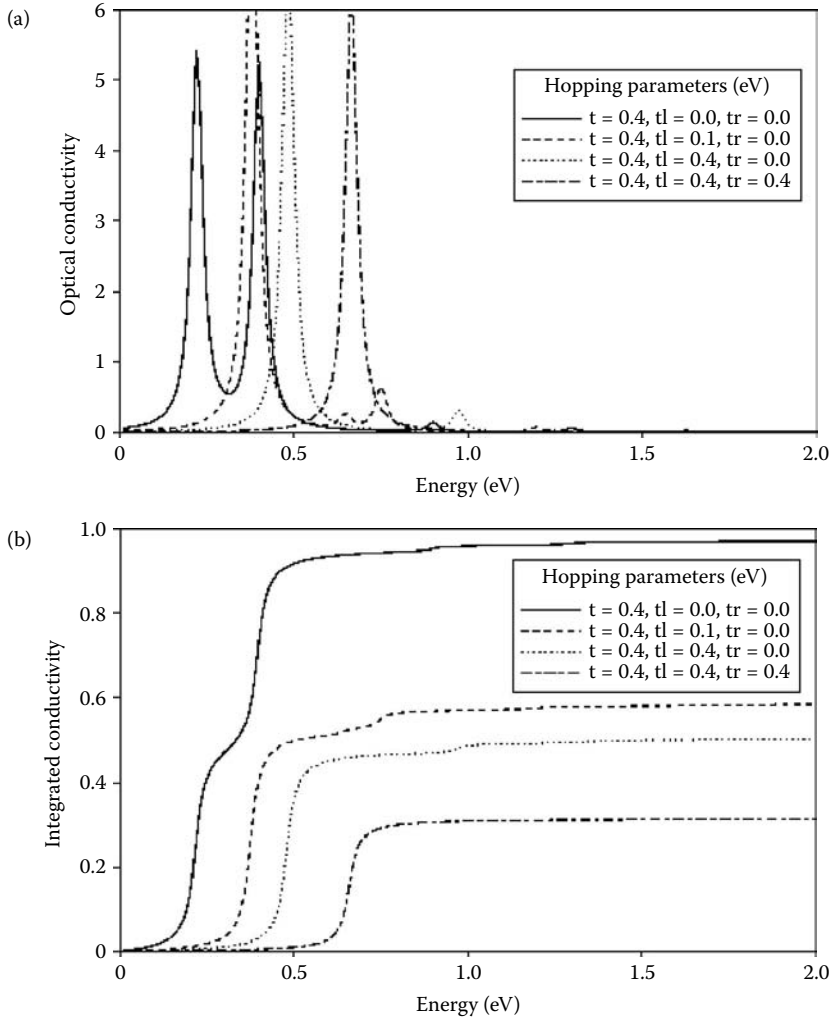 (a)
6
5
4
3
2
1
0
Optical conductivity
Hopping parameters (eV)
t = 0.4, tl = 0.0, tr = 0.0
t = 0.4, tl = 0.1, tr = 0.0
t = 0.4, tl = 0.4, tr = 0.0
t = 0.4, tl = 0.4, tr = 0.4
0 0.5 1.0 1.5 2.0
Energy (eV)
(b)
1.0
0.8
0.6
0.4
0.2
0
Integrated conductivity
Hopping parameters (eV)
t = 0.4, tl = 0.0, tr = 0.0
t = 0.4, tl = 0.1, tr = 0.0
t = 0.4, tl = 0.4, tr = 0.0
t = 0.4, tl = 0.4, tr = 0.4
0 0.5 1.0 1.5 2.0
Energy (eV)